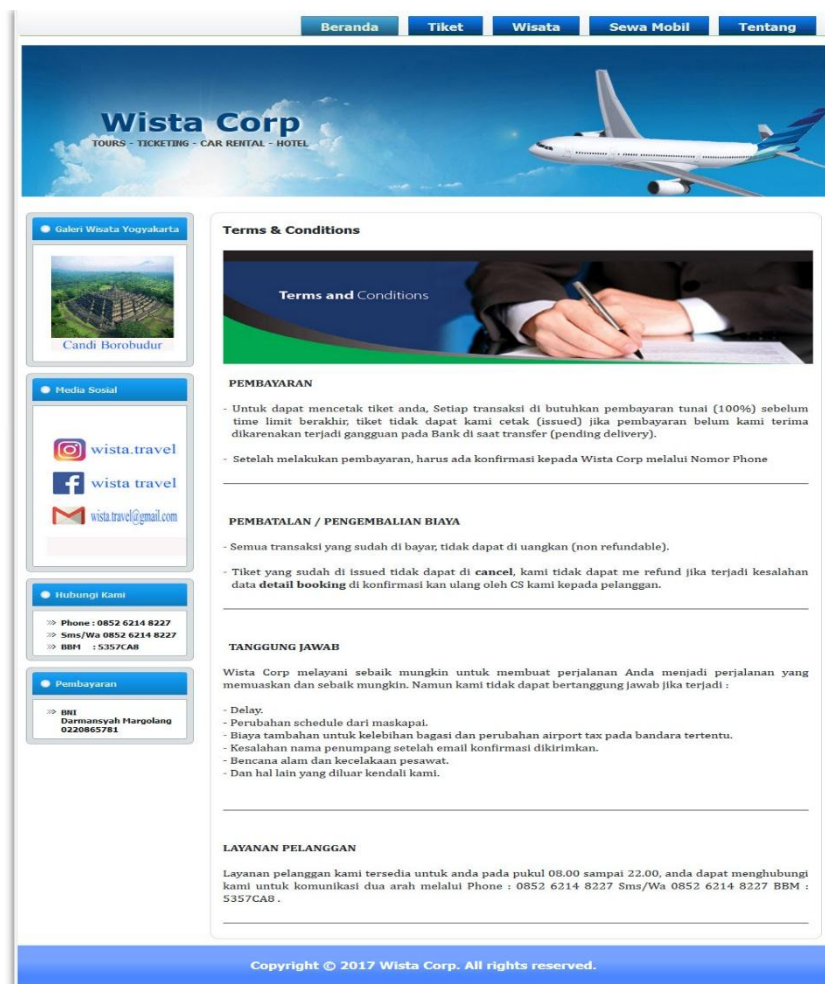 Beranda Tiket Wisata Sewa Mobil Tentang
Wista Corp
TOURS - TICKETING - CAR RENTAL - HOTEL
Galeri Wisata Yogyakarta
Candi Borobudur
Media Sosial
wista.travel
wista travel
wista.travel@gmail.com
Hubungi Kami
Phone : 0852 6214 8227
Sms/Wa 0852 6214 8227
BBM : 5357CA8
Pembayaran
BNI
Darmansyah Margolang
0220865781
Terms & Conditions
Terms and Conditions
PEMBAYARAN
- Untuk dapat mencetak tiket anda, Setiap transaksi di butuhkan pembayaran tunai (100%) sebelum
time limit berakhir, tiket tidak dapat kami cetak (issued) jika pembayaran belum kami terima
dikarenakan terjadi gangguan pada Bank di saat transfer (pending delivery).
- Setelah melakukan pembayaran, harus ada konfirmasi kepada Wista Corp melalui Nomor Phone
PEMBATALAN / PENGEMBALIAN BIAYA
- Semua transaksi yang sudah di bayar, tidak dapat di uangkan (non refundable).
- Tiket yang sudah di issued tidak dapat di cancel, kami tidak dapat me refund jika terjadi kesalahan
data detail booking di konfirmasi kan ulang oleh CS kami kepada pelanggan.
TANGGUNG JAWAB
Wista Corp melayani sebaik mungkin untuk membuat perjalanan Anda menjadi perjalanan yang
memuaskan dan sebaik mungkin. Namun kami tidak dapat bertanggung jawab jika terjadi :
- Delay.
- Perubahan schedule dari maskapai.
- Biaya tambahan untuk kelebihan bagasi dan perubahan airport tax pada bandara tertentu.
- Kesalahan nama penumpang setelah email konfirmasi dikirimkan.
- Bencana alam dan kecelakaan pesawat.
- Dan hal lain yang diluar kendali kami.
LAYANAN PELANGGAN
Layanan pelanggan kami tersedia untuk anda pada pukul 08.00 sampai 22.00, anda dapat menghubungi
kami untuk komunikasi dua arah melalui Phone : 0852 6214 8227 Sms/Wa 0852 6214 8227 BBM :
5357CA8 .
Copyright © 2017 Wista Corp. All rights reserved.